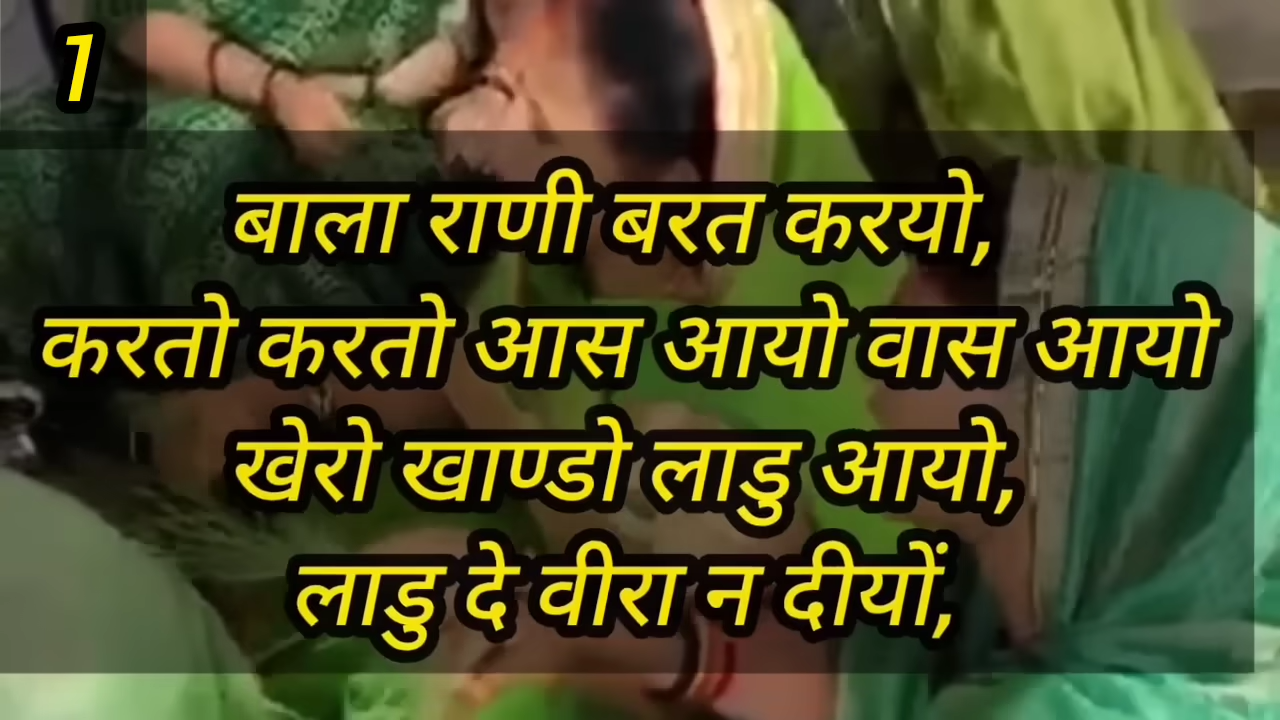 1
बाला राणी बरत करयो,
करतो करतो आस आयो वास आयो
खेरो खाण्डो लाडु आयो,
लाडु दे वीरा न दीयों,